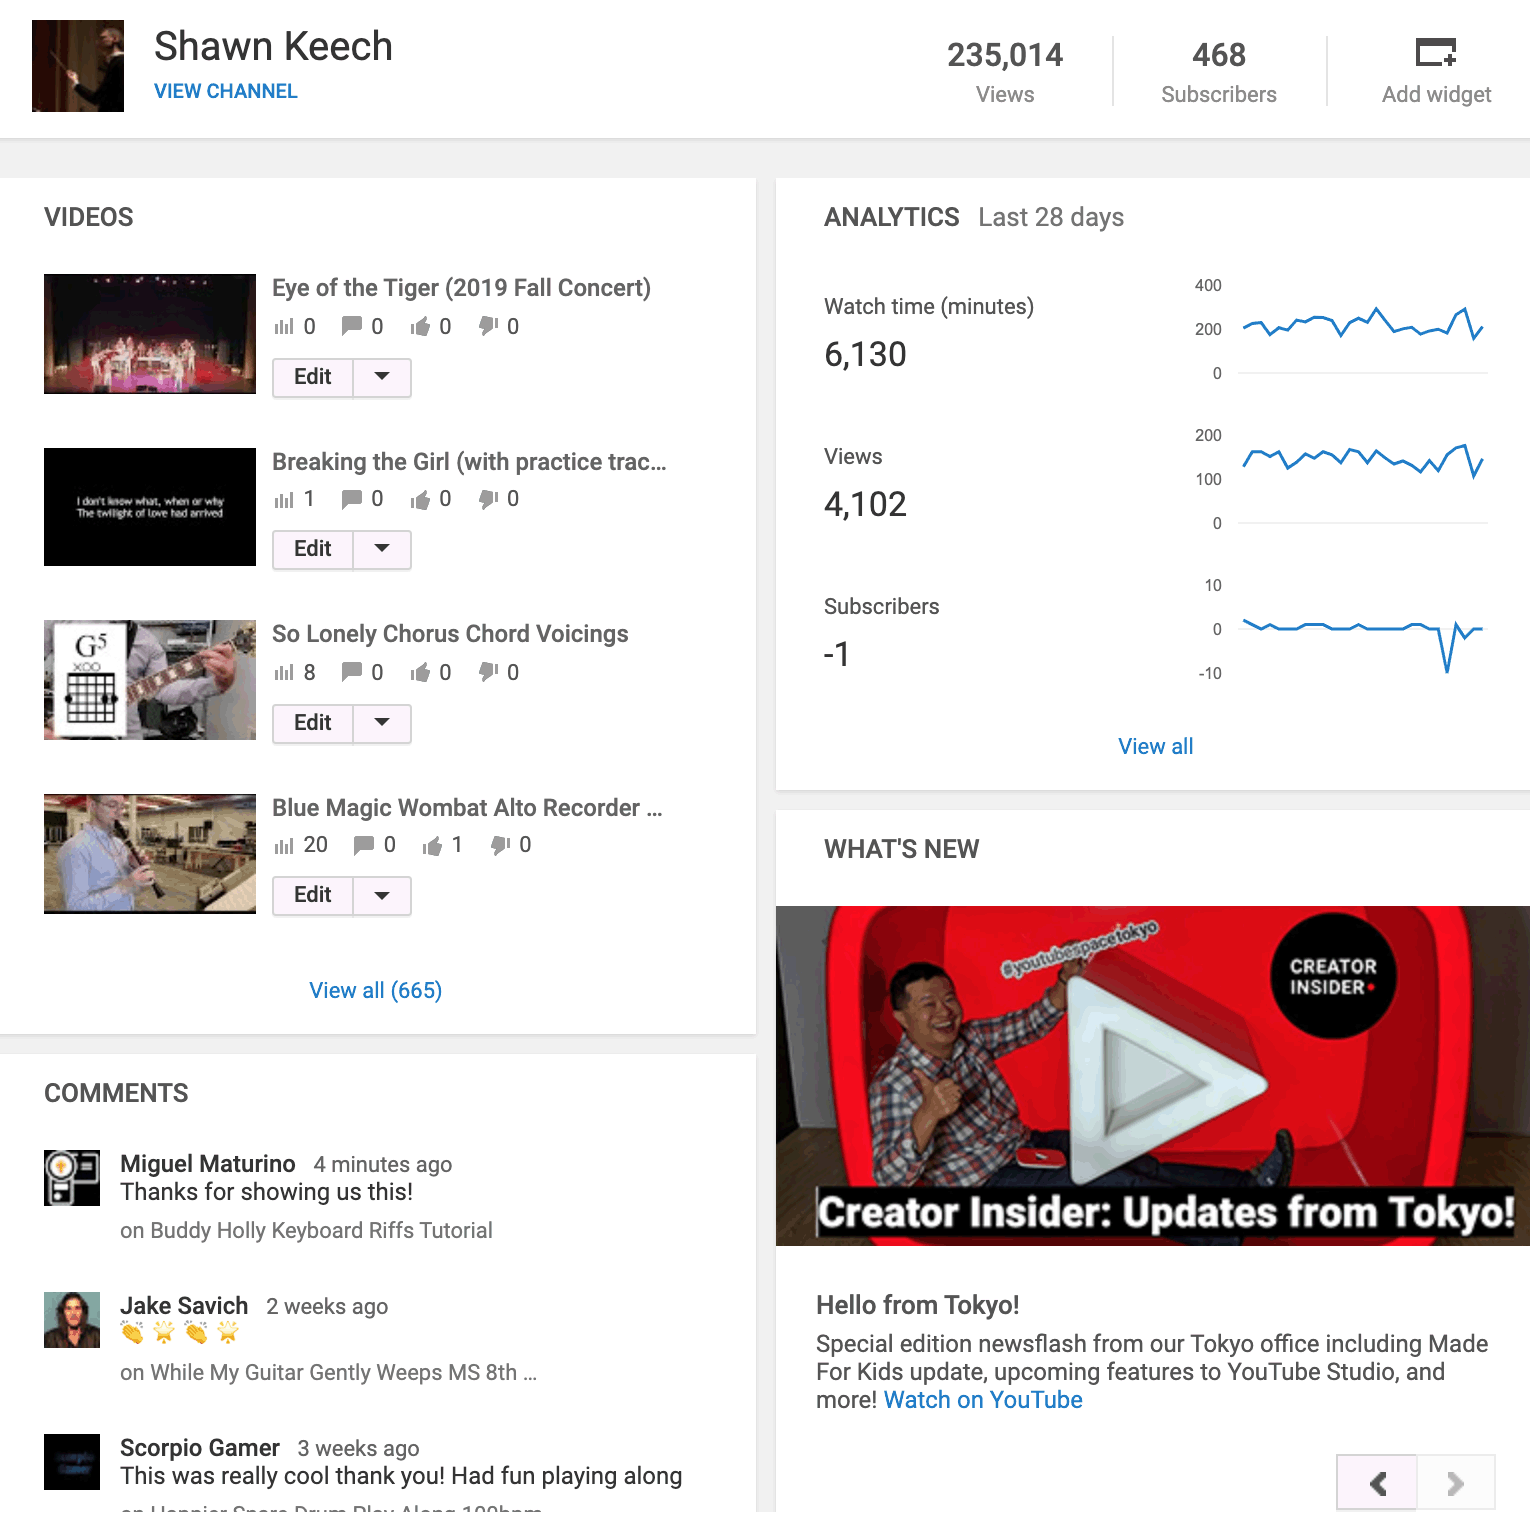 Shawn Keech
VIEW CHANNEL
235,014
Views
468
Subscribers
Add widget
VIDEOS
Eye of the Tiger (2019 Fall Concert)
0 0 0 0
Edit
Breaking the Girl (with practice trac...
I don't know what, when or why
The twilight of love had arrived
1 0 0 0
Edit
So Lonely Chorus Chord Voicings
G5
XOO
8 0 0 0
Edit
Blue Magic Wombat Alto Recorder ...
20 0 1 0
Edit
View all (665)
COMMENTS
Miguel Maturino 4 minutes ago
Thanks for showing us this!
on Buddy Holly Keyboard Riffs Tutorial
Jake Savich 2 weeks ago
👏 🌟 👏 🌟
on While My Guitar Gently Weeps MS 8th ...
Scorpio Gamer 3 weeks ago
This was really cool thank you! Had fun playing along
ANALYTICS Last 28 days
Watch time (minutes)
6,130
400
200
0
Views
4,102
200
100
0
Subscribers
-1
10
0
-10
View all
WHAT'S NEW
#youtubespacetokyo
CREATOR
INSIDER
Creator Insider: Updates from Tokyo!
Hello from Tokyo!
Special edition newsflash from our Tokyo office including Made
For Kids update, upcoming features to YouTube Studio, and
more! Watch on YouTube